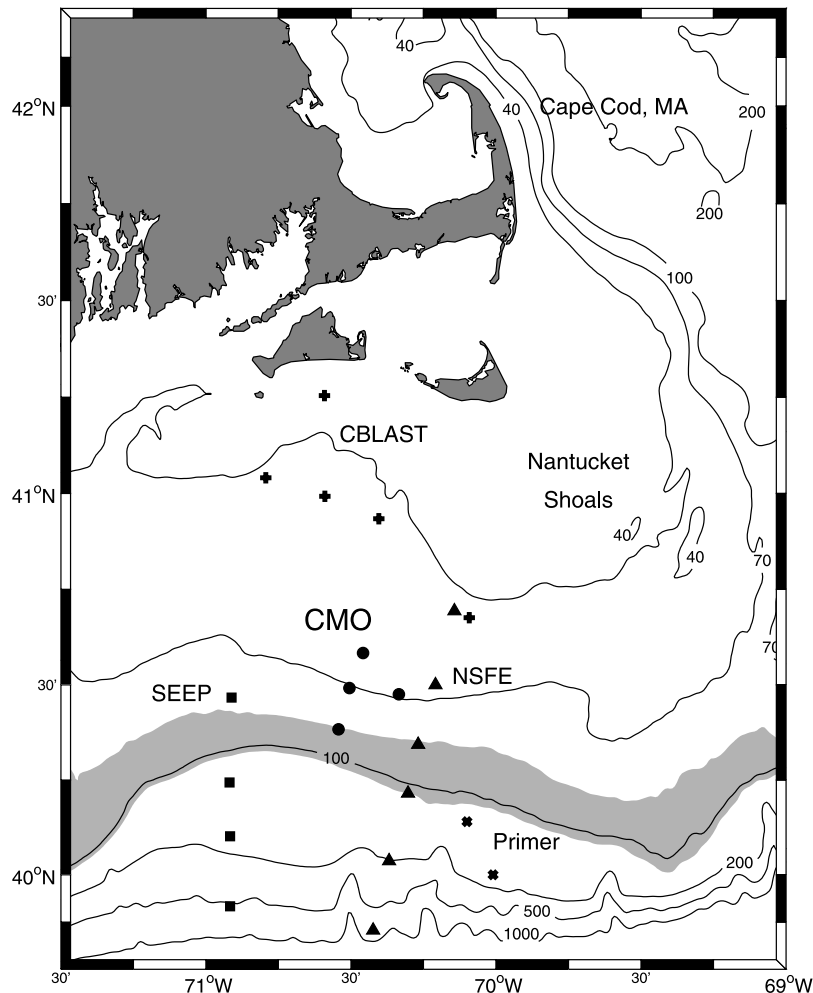 40
42°N
40
Cape Cod, MA
200
200
100
30'
CBLAST
Nantucket
Shoals
41°N
40
40
70
CMO
70
NSFE
30'
SEEP
100
Primer
200
40°N
500
1000
30'
71°W
30'
70°W
30'
69°W